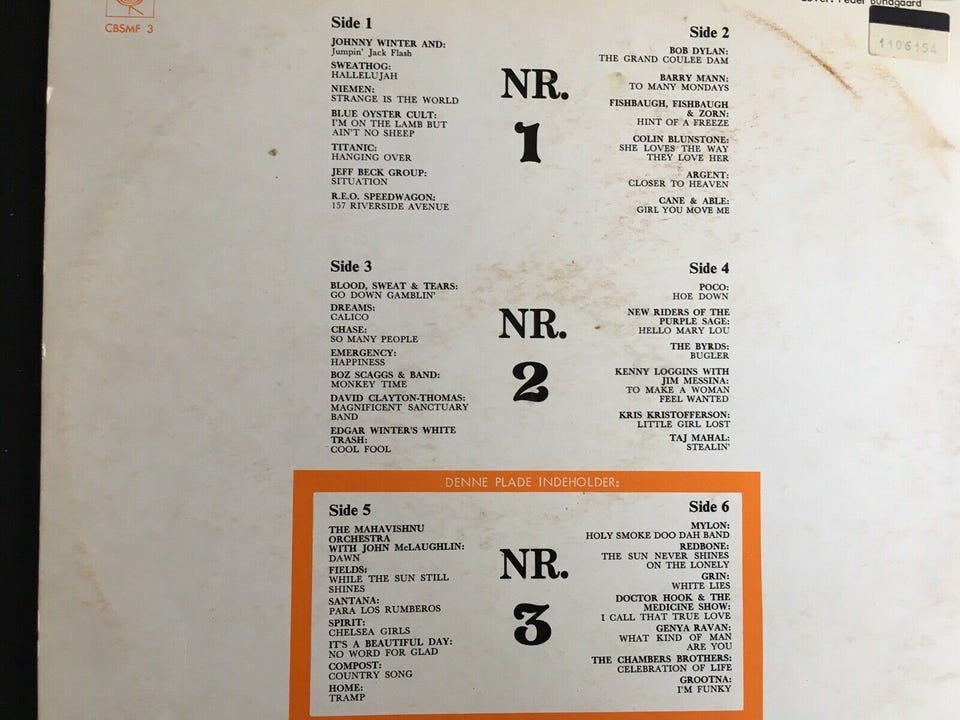 CBSMF 3
Cover: Peder Bundgaard
1106154
Side 1
JOHNNY WINTER AND:
Jumpin' Jack Flash
SWEATHOG:
HALLELUJAH
NIEMEN:
STRANGE IS THE WORLD
BLUE ÖYSTER CULT:
I'M ON THE LAMB BUT
AIN'T NO SHEEP
TITANIC:
HANGING OVER
JEFF BECK GROUP:
SITUATION
R.E.O. SPEEDWAGON:
157 RIVERSIDE AVENUE
NR.
1
Side 2
BOB DYLAN:
THE GRAND COULEE DAM
BARRY MANN:
TO MANY MONDAYS
FISHBAUGH, FISHBAUGH
& ZORN:
HINT OF A FREEZE
COLIN BLUNSTONE:
SHE LOVES THE WAY
THEY LOVE HER
ARGENT:
CLOSER TO HEAVEN
CANE & ABLE:
GIRL YOU MOVE ME
Side 3
BLOOD, SWEAT & TEARS:
GO DOWN GAMBLIN'
DREAMS:
CALICO
CHASE:
SO MANY PEOPLE
EMERGENCY:
HAPPINESS
BOZ SCAGGS & BAND:
MONKEY TIME
DAVID CLAYTON-THOMAS:
MAGNIFICENT SANCTUARY
BAND
EDGAR WINTER'S WHITE
TRASH:
COOL FOOL
NR.
2
Side 4
POCO:
HOE DOWN
NEW RIDERS OF THE
PURPLE SAGE:
HELLO MARY LOU
THE BYRDS:
BUGLER
KENNY LOGGINS WITH
JIM MESSINA:
TO MAKE A WOMAN
FEEL WANTED
KRIS KRISTOFFERSON:
LITTLE GIRL LOST
TAJ MAHAL:
STEALIN'
DENNE PLADE INDEHOLDER:
Side 5
THE MAHAVISHNU
ORCHESTRA
WITH JOHN McLAUGHLIN:
DAWN
FIELDS:
WHILE THE SUN STILL
SHINES
SANTANA:
PARA LOS RUMBEROS
SPIRIT:
CHELSEA GIRLS
IT'S A BEAUTIFUL DAY:
NO WORD FOR GLAD
COMPOST:
COUNTRY SONG
HOME:
TRAMP
NR.
3
Side 6
MYLON:
HOLY SMOKE DOO DAH BAND
REDBONE:
THE SUN NEVER SHINES
ON THE LONELY
GRIN:
WHITE LIES
DOCTOR HOOK & THE
MEDICINE SHOW:
I CALL THAT TRUE LOVE
GENYA RAVAN:
WHAT KIND OF MAN
ARE YOU
THE CHAMBERS BROTHERS:
CELEBRATION OF LIFE
GROOTNA:
I'M FUNKY